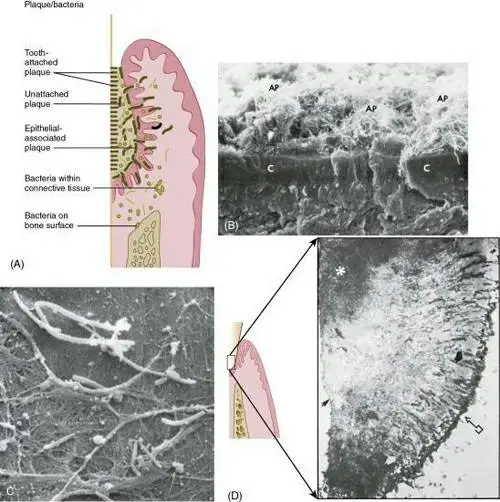 Plaque/bacteria
Tooth-
attached
plaque
Unattached
plaque
Epithelial-
associated
plaque
Bacteria within
connective tissue
Bacteria on
bone surface
(A)
AP
AP
AP
C
C
(B)
C
*
(D)